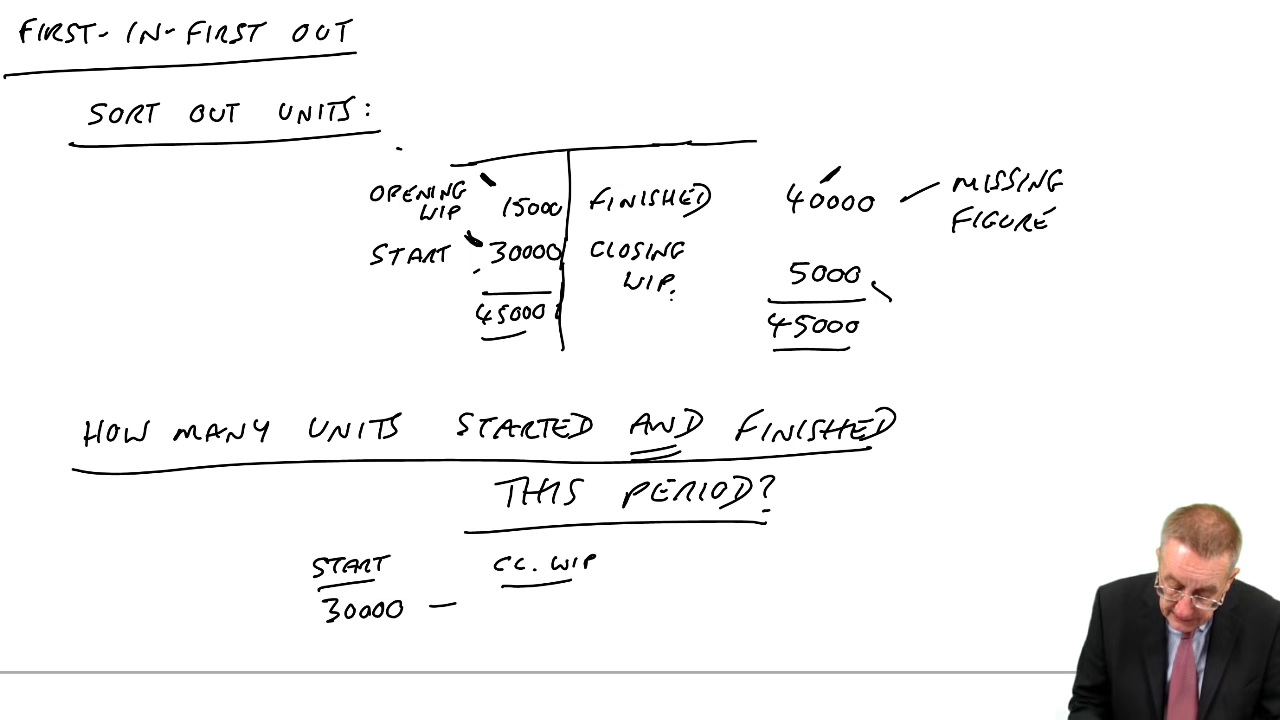 FIRST-IN-FIRST OUT
SORT OUT UNITS:
OPENING WIP 15000 FINISHED 40000 MISSING FIGURE
START 30000 CLOSING WIP. 5000
45000 45000
HOW MANY UNITS STARTED AND FINISHED
THIS PERIOD?
START CL. WIP
30000 —